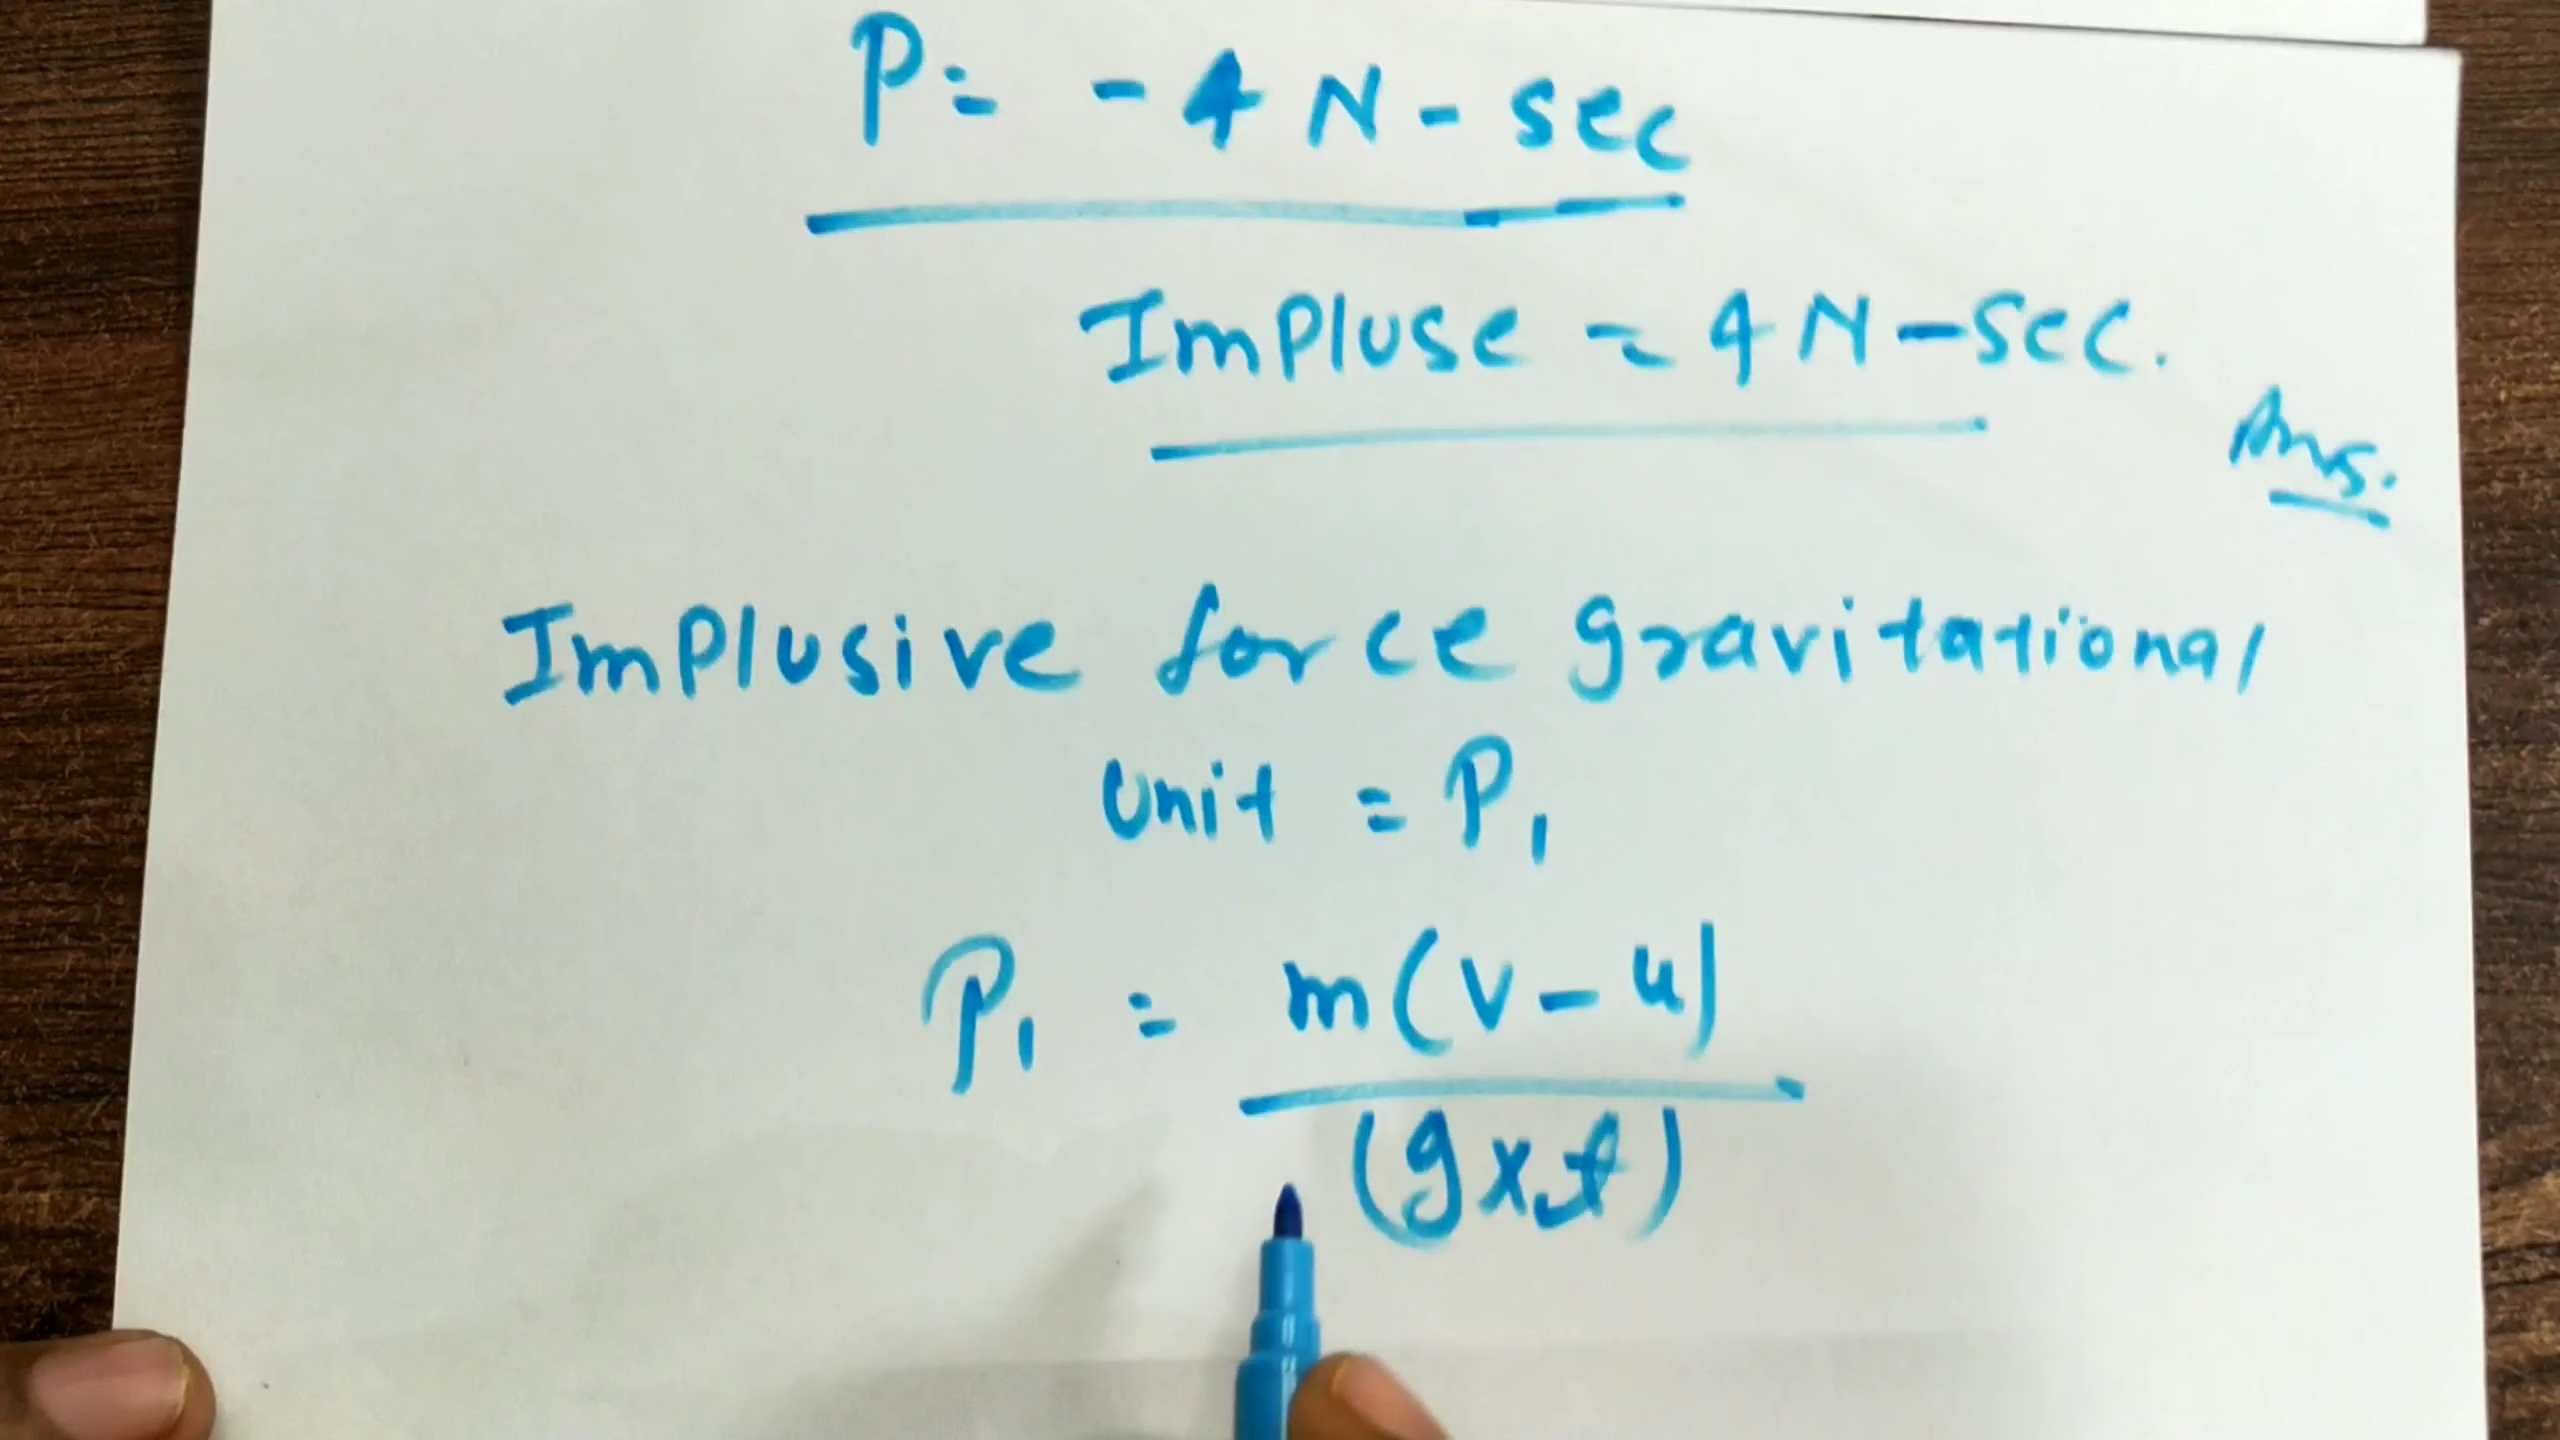 P= -4 N-sec
Impluse = 4 N-sec.
Ans.
Implusive force gravitational
unit = P1
P1 = m(v-u)
(g×t)